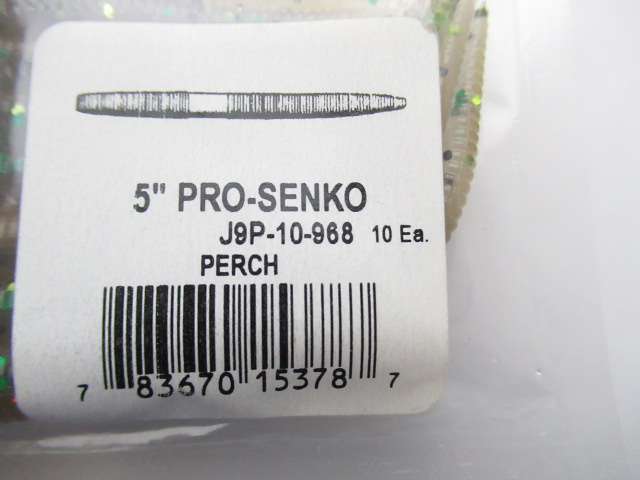 5" PRO-SENKO
J9P-10-968 10 Ea.
PERCH
7 83670 15378 7